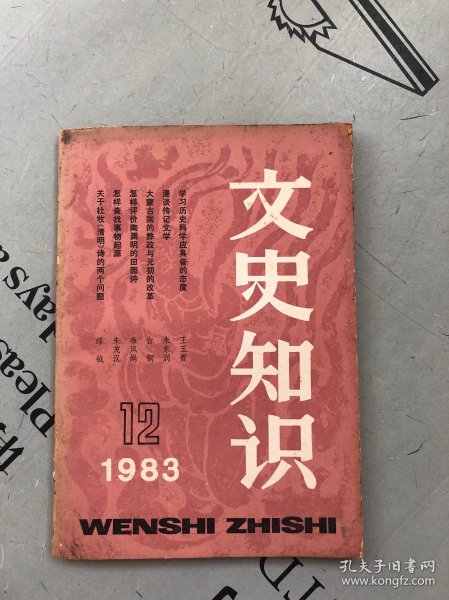 文史知识
学习历史科学应具备的态度 王玉哲
漫谈传记文学 朱东润
大蒙古国的弊政与元初的改革 白钢
怎样评价陶渊明的田园诗 李凤娟
怎样查找事物起源 朱茂汉
关于杜牧《清明》诗的两个问题 缪钺
12
1983
WENSHI ZHISHI
孔夫子旧书网
www.kongfz.com